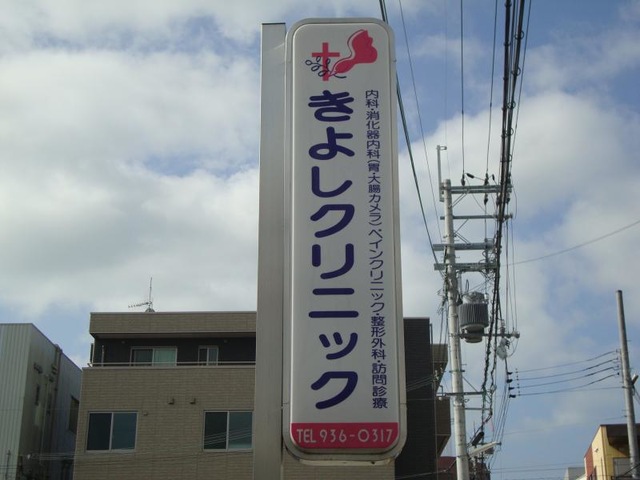 きよしクリニック
内科・消化器内科(胃・大腸カメラ)ペインクリニック・整形外科・訪問診療
TEL 936-0317